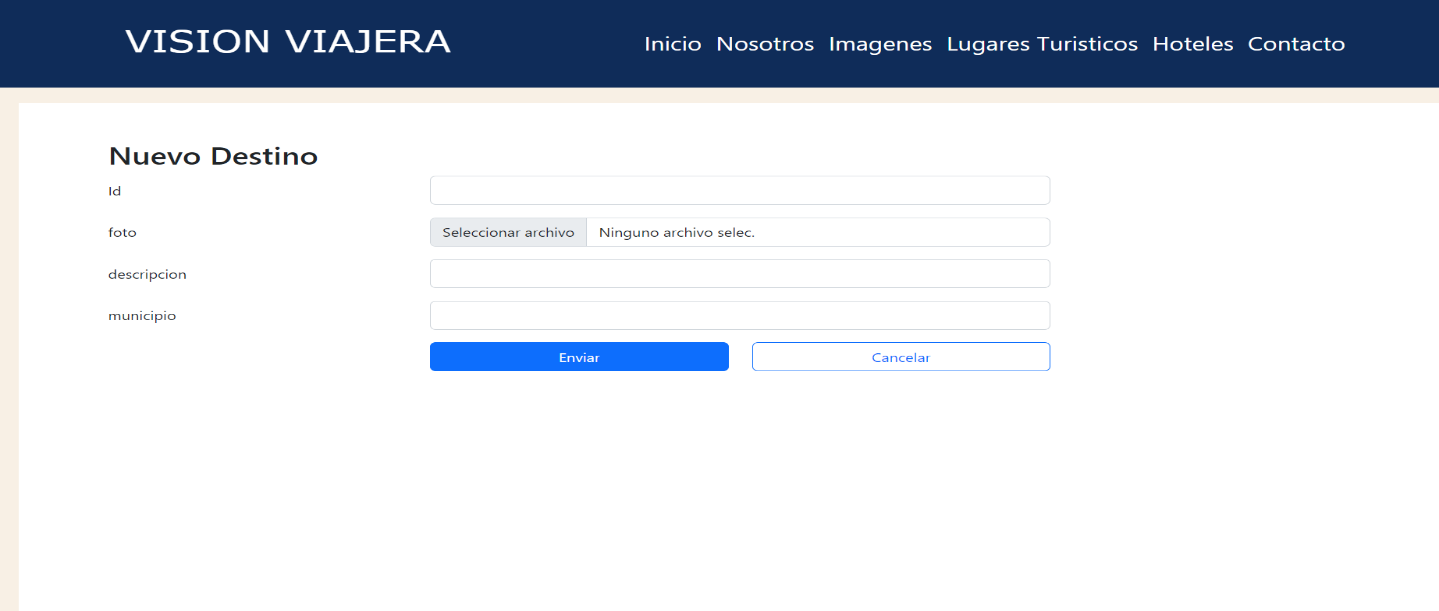 VISION VIAJERA
Inicio Nosotros Imagenes Lugares Turisticos Hoteles Contacto
Nuevo Destino
Id
foto Seleccionar archivo Ninguno archivo selec.
descripcion
municipio
Enviar Cancelar